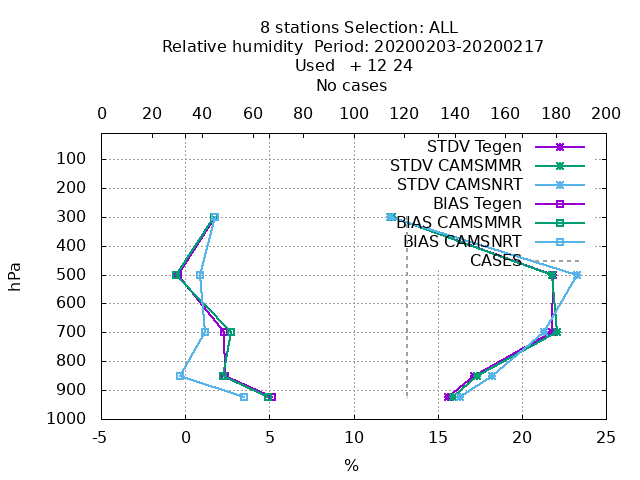 8 stations Selection: ALL
Relative humidity  Period: 20200203-20200217
Used   + 12 24
No cases
0 20 30 40 50 60 80 100 120 140 160 180 200
100
200
300
400
500
600
700
800
900
1000
hPa
STDV Tegen
STDV CAMSMMR
STDV CAMSNRT
BIAS Tegen
BIAS CAMSMMR
BIAS CAMSNRT
CASES
-5 0 5 10 15 20 25
%